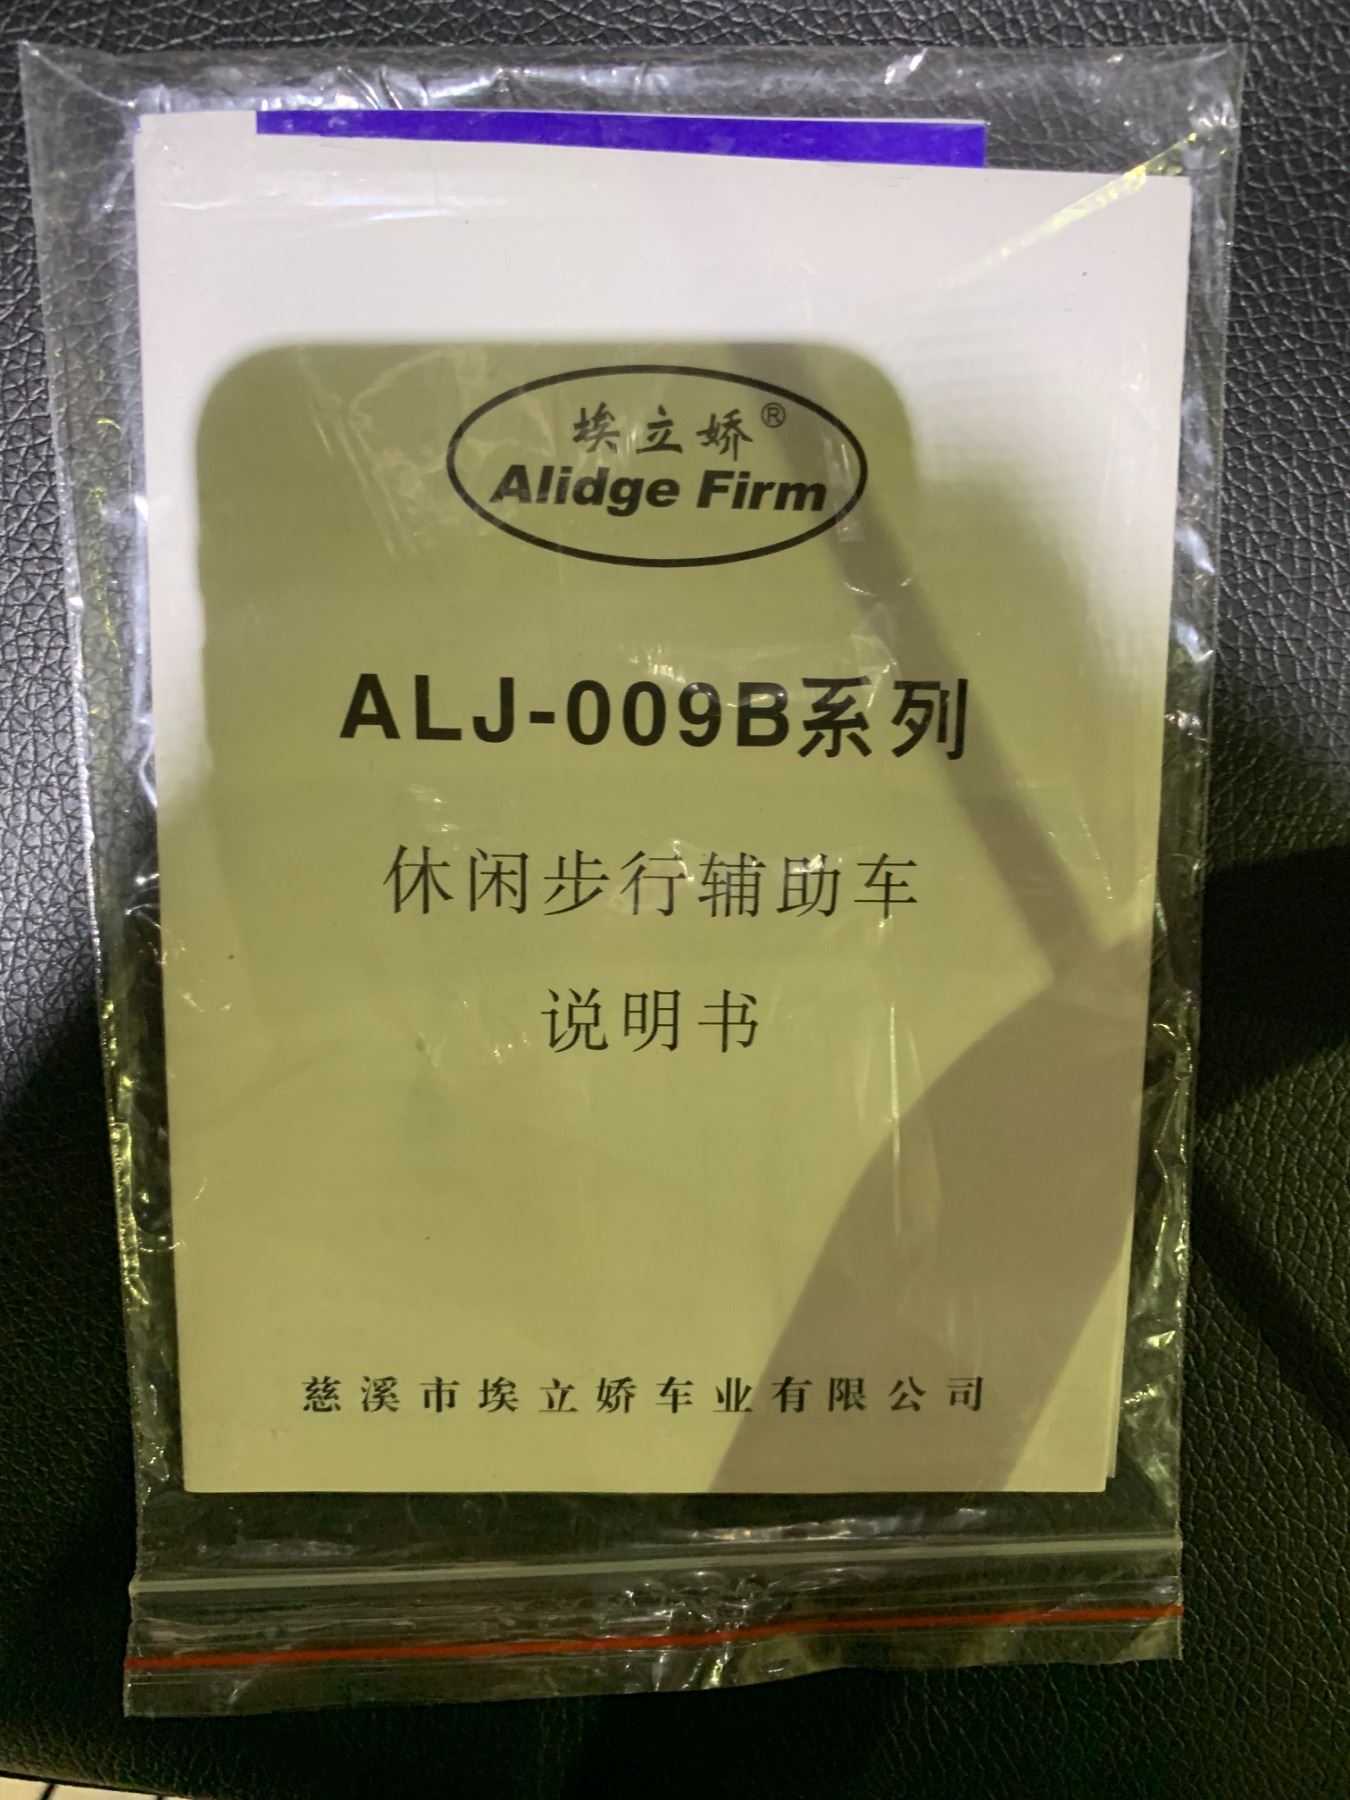 埃立娇®
Alidge Firm
ALJ-009B系列
休闲步行辅助车
说明书
慈溪市埃立娇车业有限公司